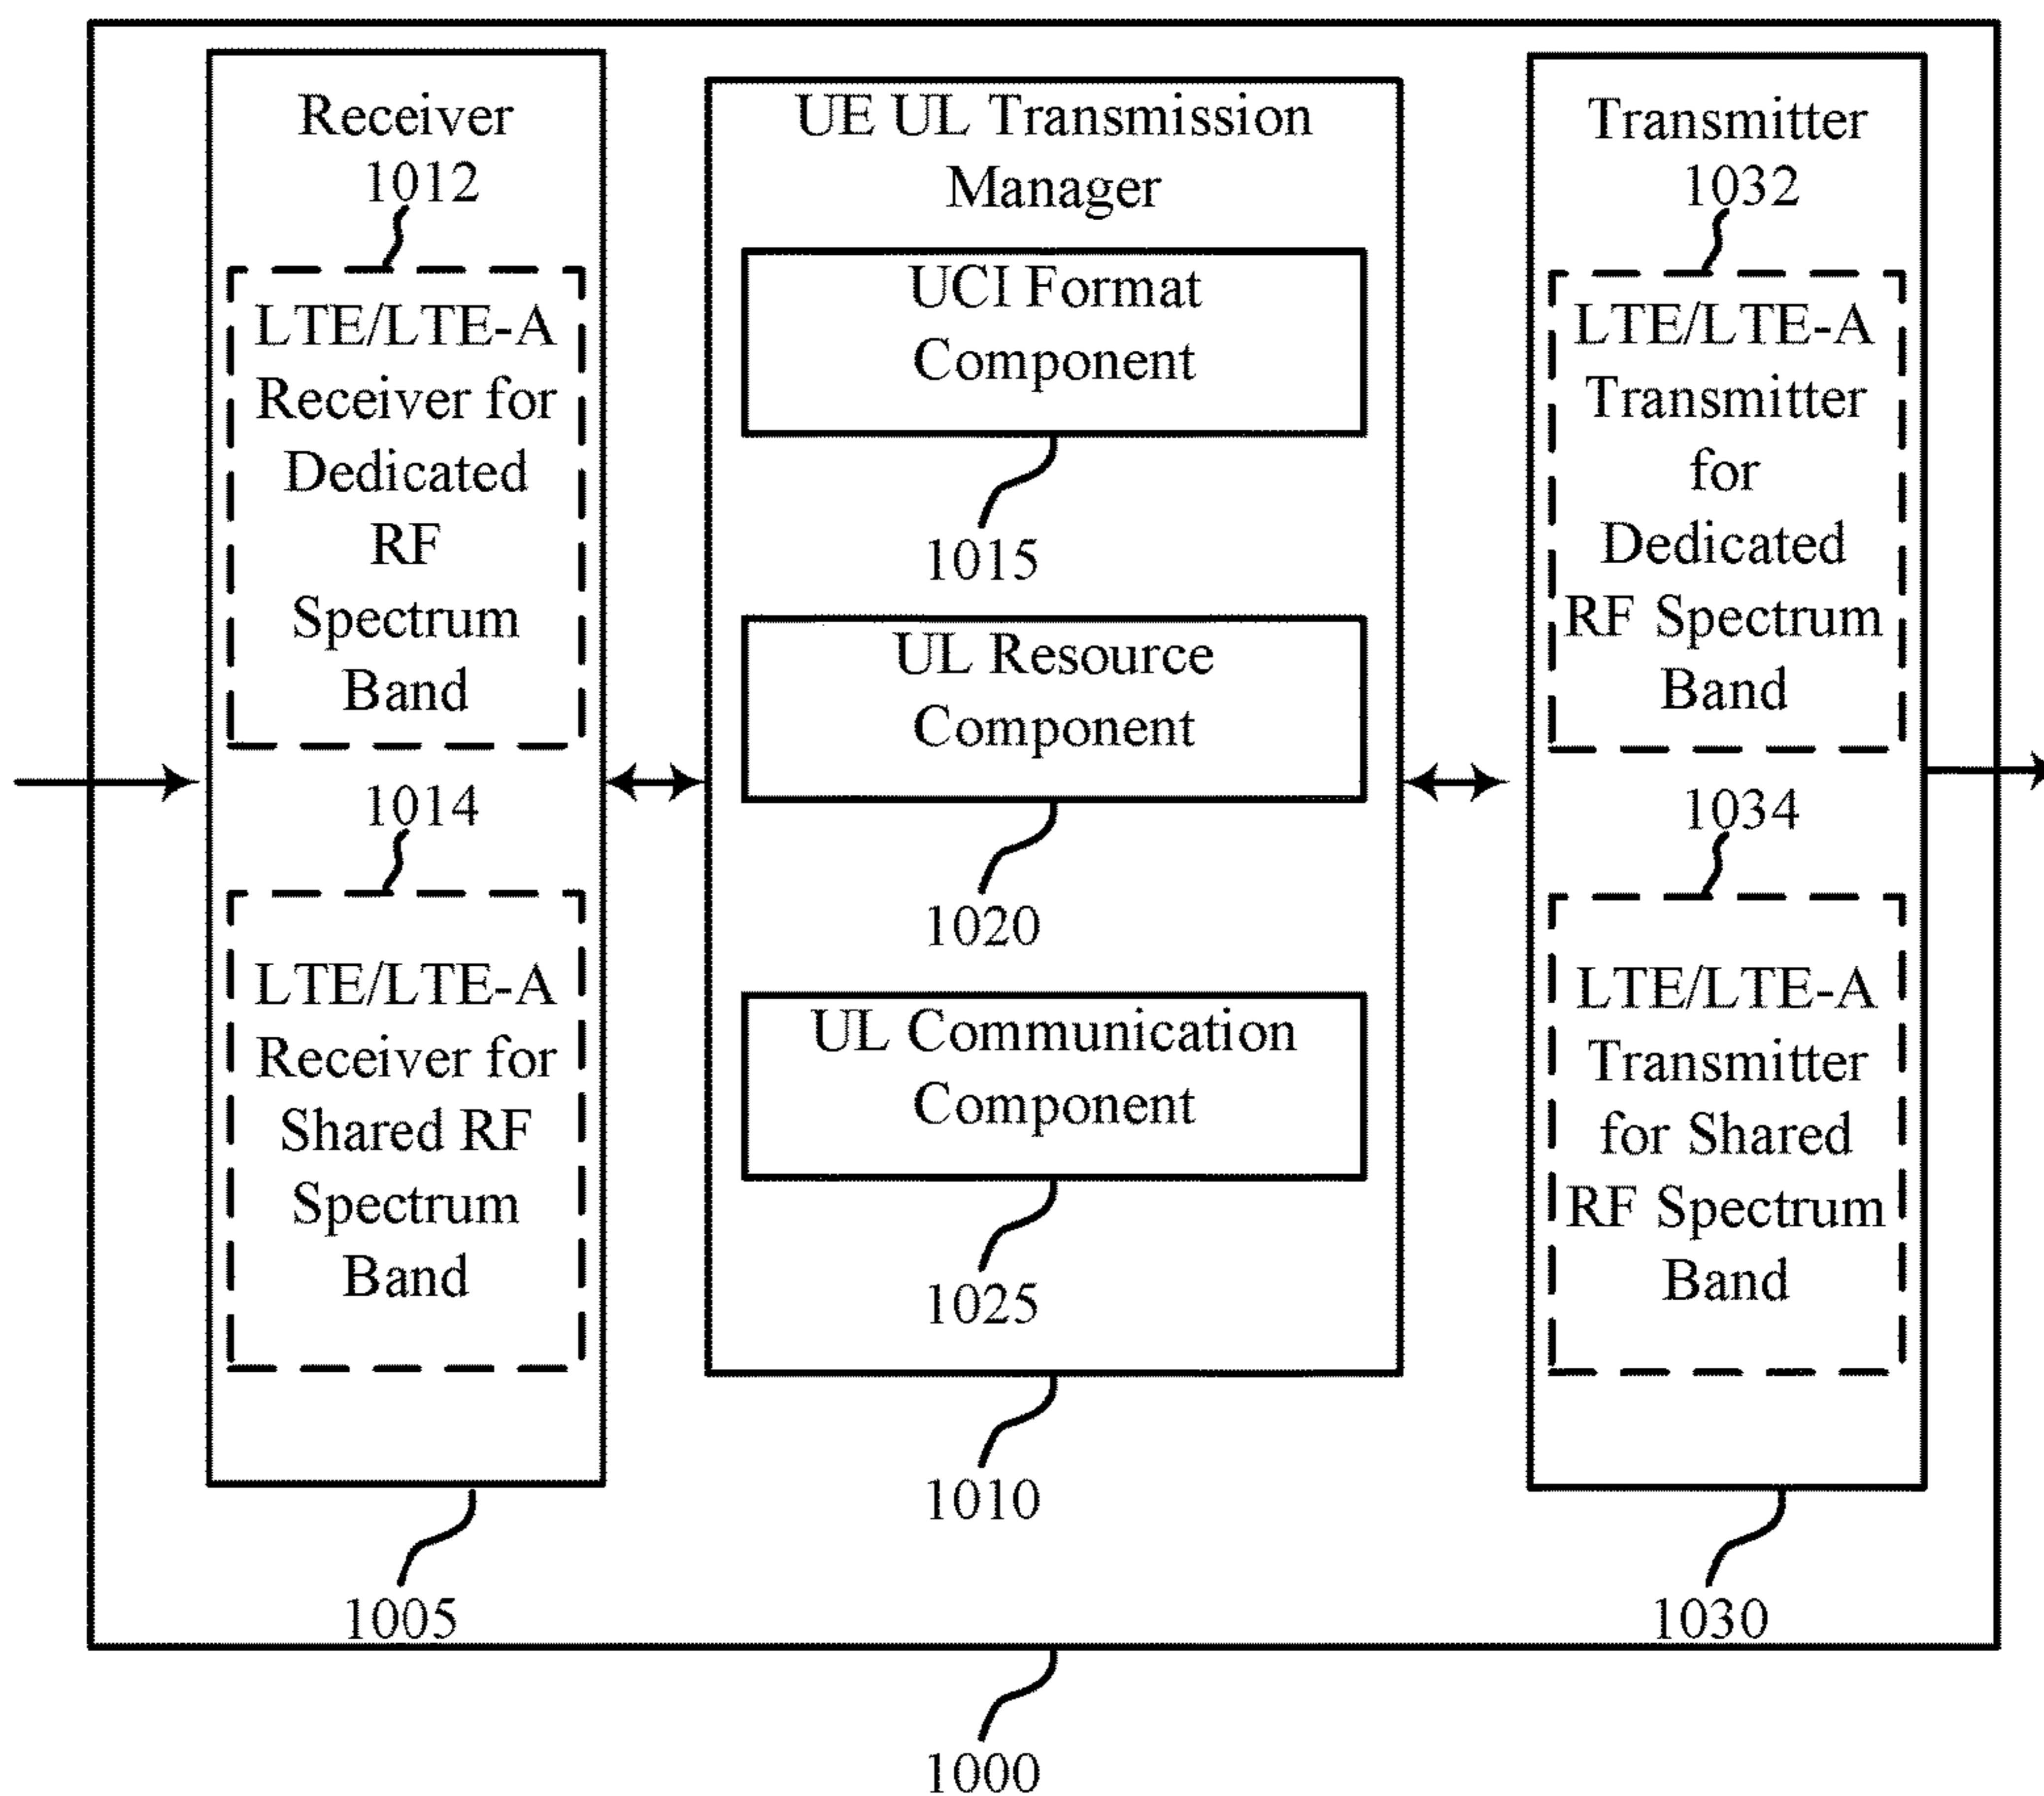 Receiver
1012
LTE/LTE-A
Receiver for
Dedicated
RF
Spectrum
Band
1014
LTE/LTE-A
Receiver for
Shared RF
Spectrum
Band
1005
UE UL Transmission
Manager
UCI Format
Component
1015
UL Resource
Component
1020
UL Communication
Component
1025
1010
Transmitter
1032
LTE/LTE-A
Transmitter
for
Dedicated
RF Spectrum
Band
1034
LTE/LTE-A
Transmitter
for Shared
RF Spectrum
Band
1030
1000